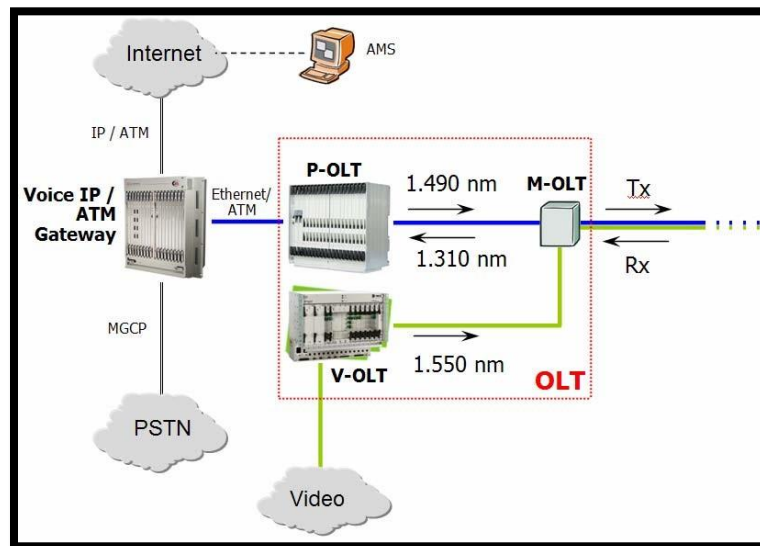 Internet
AMS
IP / ATM
P-OLT
1.490 nm
M-OLT
Tx
Voice IP /
ATM
Gateway
Ethernet/
ATM
1.310 nm
Rx
MGCP
V-OLT
1.550 nm
OLT
PSTN
Video